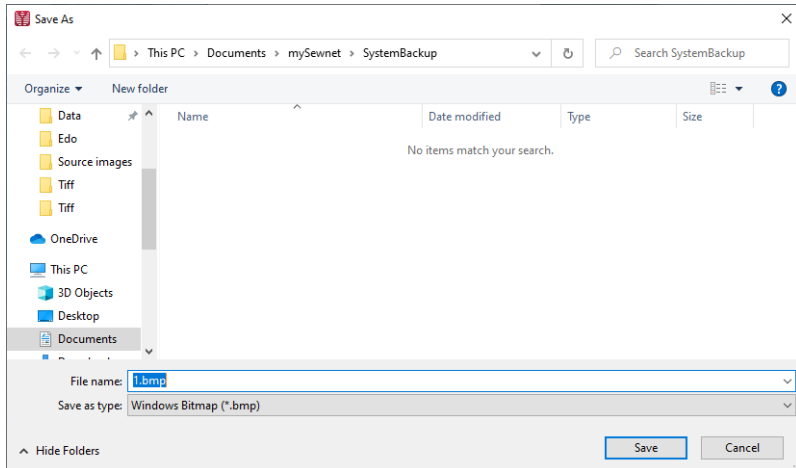 Save As
This PC > Documents > mySewnet > SystemBackup
Search SystemBackup
Organize
New folder
?
Name Date modified Type Size
No items match your search.
Data
Edo
Source images
Tiff
Tiff
OneDrive
This PC
3D Objects
Desktop
Documents
File name: 1.bmp
Save as type: Windows Bitmap (*.bmp)
Hide Folders
Save
Cancel